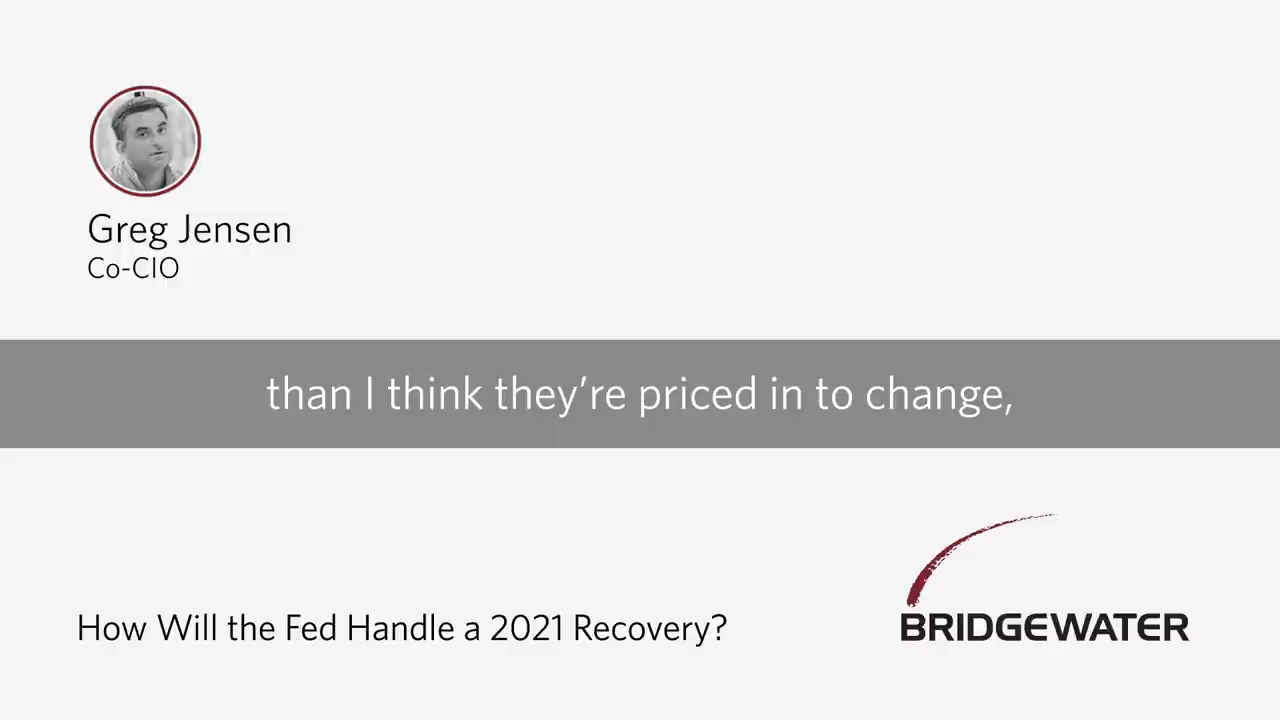 Greg Jensen
Co-CIO
than I think they’re priced in to change,
How Will the Fed Handle a 2021 Recovery?
BRIDGEWATER